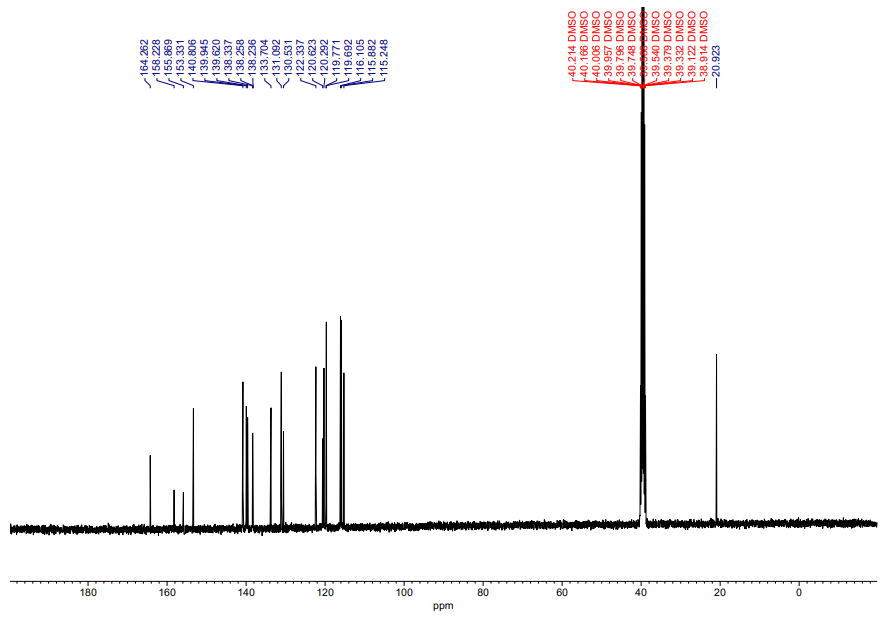 164.262
158.228
155.869
153.331
140.806
139.945
139.620
138.337
138.258
138.236
133.704
131.092
130.531
122.337
120.623
120.292
119.771
119.692
116.105
115.882
115.248
40.214 DMSO
40.166 DMSO
40.006 DMSO
39.957 DMSO
39.796 DMSO
39.748 DMSO
DMSO
39.540 DMSO
39.379 DMSO
39.332 DMSO
39.122 DMSO
38.914 DMSO
20.923
180 160 140 120 100 80 60 40 20 0
ppm